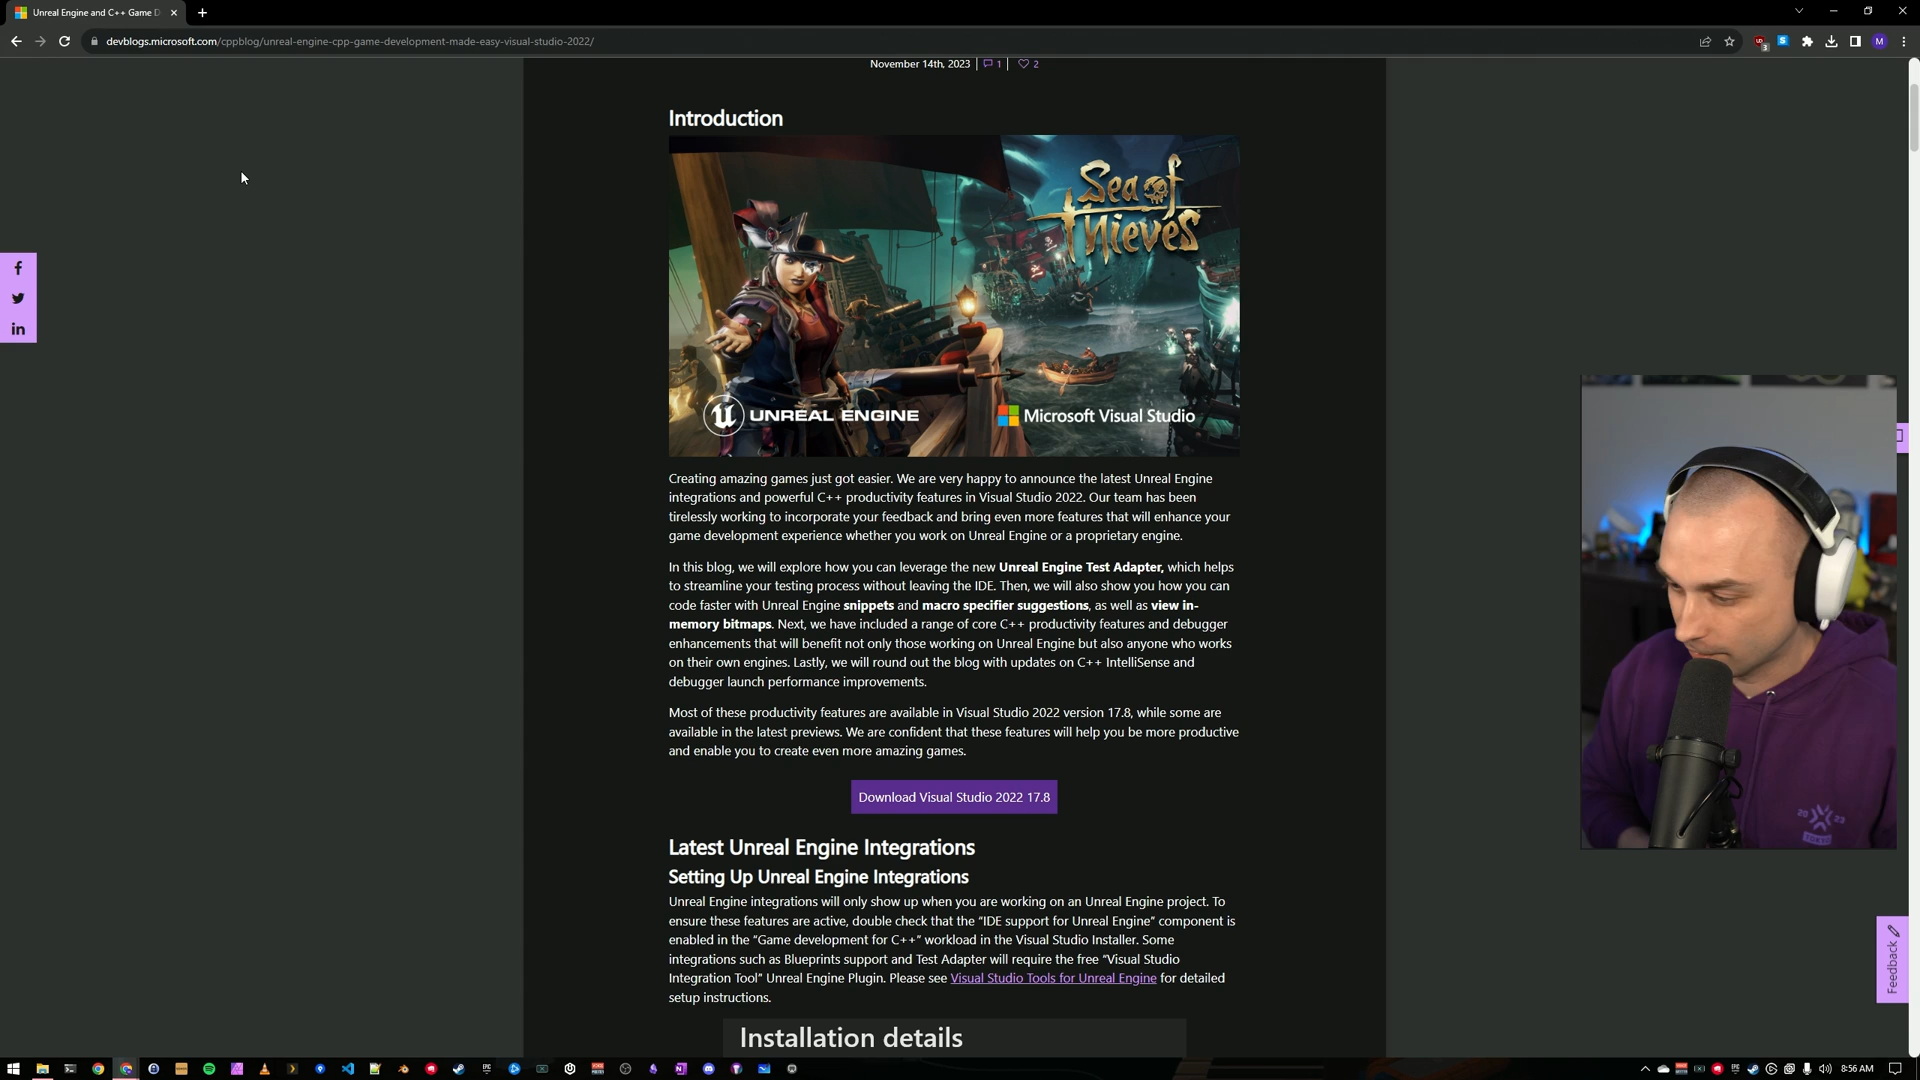 Unreal Engine and C++ Game D
devblogs.microsoft.com/cppblog/unreal-engine-cpp-game-development-made-easy-visual-studio-2022/
3
S
M
November 14th, 2023
1
2
Introduction
Sea of
Thieves
UNREAL ENGINE
Microsoft Visual Studio
Creating amazing games just got easier. We are very happy to announce the latest Unreal Engine
integrations and powerful C++ productivity features in Visual Studio 2022. Our team has been
tirelessly working to incorporate your feedback and bring even more features that will enhance your
game development experience whether you work on Unreal Engine or a proprietary engine.
In this blog, we will explore how you can leverage the new Unreal Engine Test Adapter, which helps
to streamline your testing process without leaving the IDE. Then, we will also show you how you can
code faster with Unreal Engine snippets and macro specifier suggestions, as well as view in-
memory bitmaps. Next, we have included a range of core C++ productivity features and debugger
enhancements that will benefit not only those working on Unreal Engine but also anyone who works
on their own engines. Lastly, we will round out the blog with updates on C++ IntelliSense and
debugger launch performance improvements.
Most of these productivity features are available in Visual Studio 2022 version 17.8, while some are
available in the latest previews. We are confident that these features will help you be more productive
and enable you to create even more amazing games.
Download Visual Studio 2022 17.8
Latest Unreal Engine Integrations
Setting Up Unreal Engine Integrations
Unreal Engine integrations will only show up when you are working on an Unreal Engine project. To
ensure these features are active, double check that the “IDE support for Unreal Engine” component is
enabled in the “Game development for C++” workload in the Visual Studio Installer. Some
integrations such as Blueprints support and Test Adapter will require the free “Visual Studio
Integration Tool” Unreal Engine Plugin. Please see Visual Studio Tools for Unreal Engine for detailed
setup instructions.
Installation details
Feedback
2023
TOKYO
8:56 AM